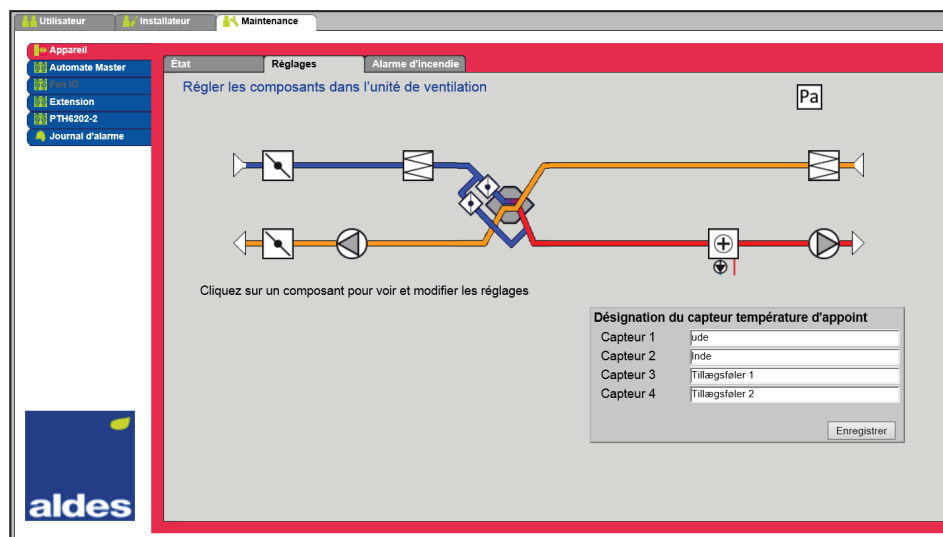 Utilisateur
Installateur
Maintenance
Appareil
Automate Master
Fan IO
Extension
PTH6202-2
Journal d'alarme
État
Réglages
Alarme d'incendie
Régler les composants dans l'unité de ventilation
Pa
Cliquez sur un composant pour voir et modifier les réglages
Désignation du capteur température d'appoint
Capteur 1 ude
Capteur 2 Inde
Capteur 3 Tillægsføler 1
Capteur 4 Tillægsføler 2
Enregistrer
aldes